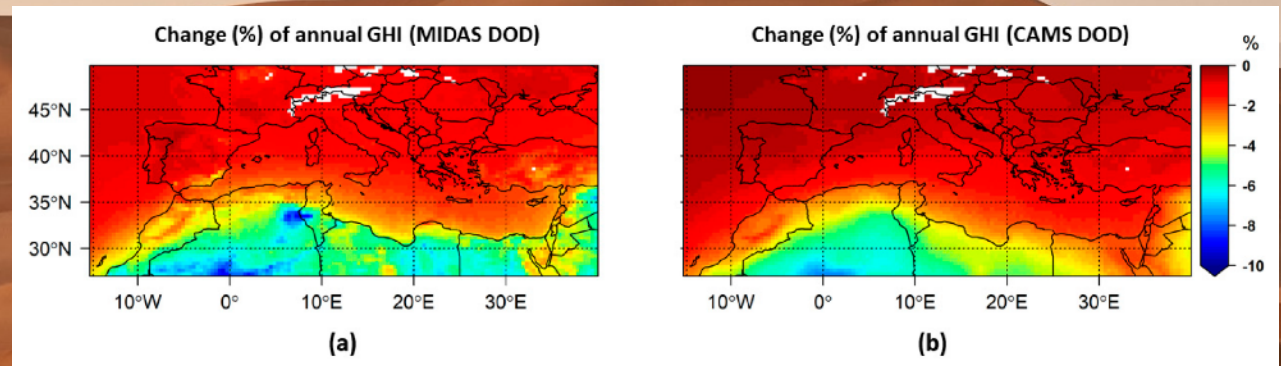 Change (%) of annual GHI (MIDAS DOD)
Change (%) of annual GHI (CAMS DOD)
%
45°N
40°N
35°N
30°N
0
-2
-4
-6
-8
-10
10°W 0° 10°E 20°E 30°E
10°W 0° 10°E 20°E 30°E
(a)
(b)